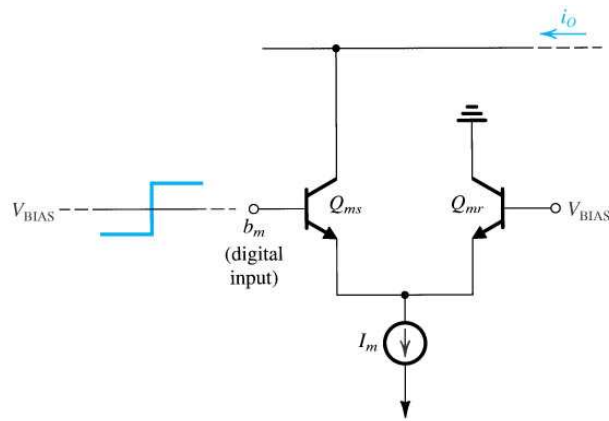 i_O
V_BIAS
b_m
(digital
input)
Q_ms
Q_mr
V_BIAS
I_m